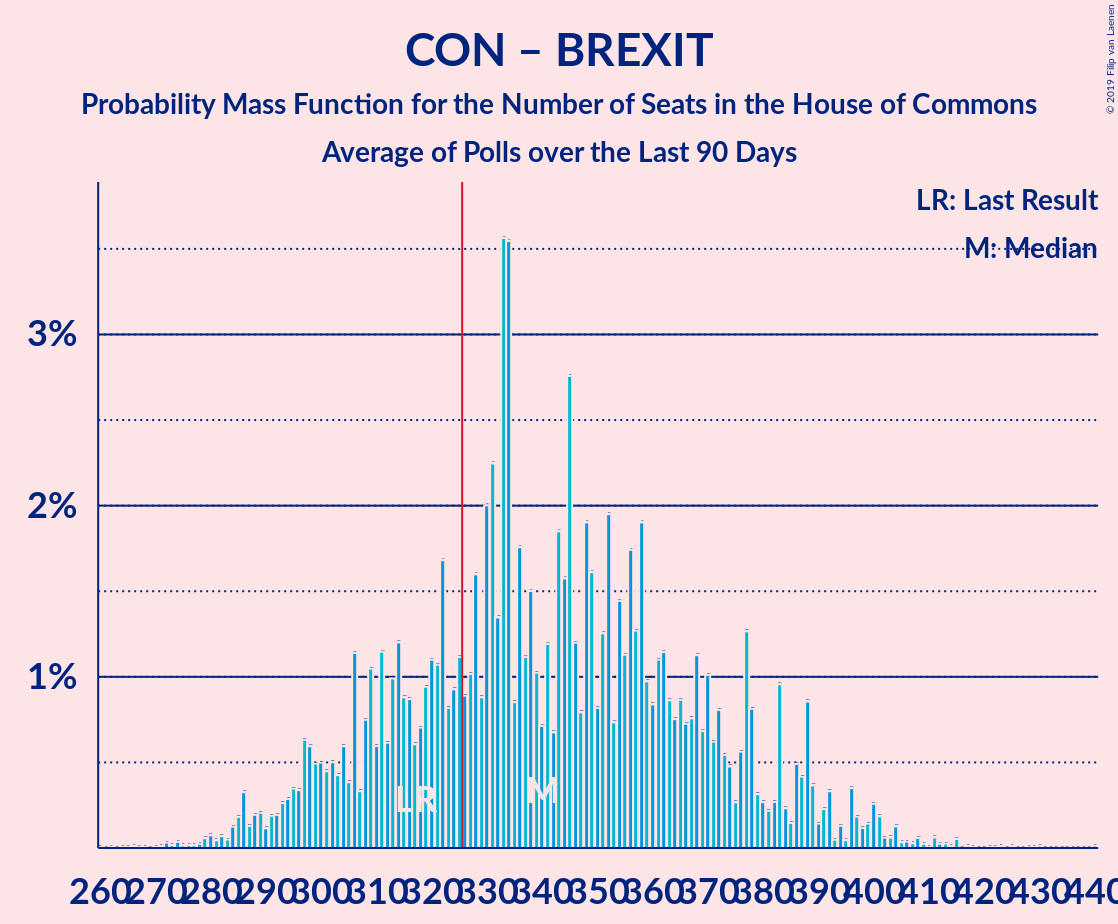 CON – BREXIT
Probability Mass Function for the Number of Seats in the House of Commons
Average of Polls over the Last 90 Days
© 2019 Filip van Laenen
LR: Last Result
M: Median
3%
2%
1%
LR
M
260 270 280 290 300 310 320 330 340 350 360 370 380 390 400 410 420 430 440